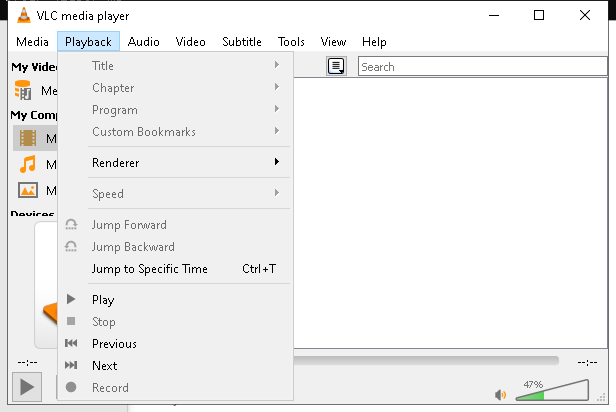 VLC media player
Media Playback Audio Video Subtitle Tools View Help
My Vide
Me
My Comp
M
M
M
Devices
Title
Chapter
Program
Custom Bookmarks
Renderer
Speed
Jump Forward
Jump Backward
Jump to Specific Time Ctrl+T
Play
Stop
Previous
Next
Record
Search
--:-- --:--
47%